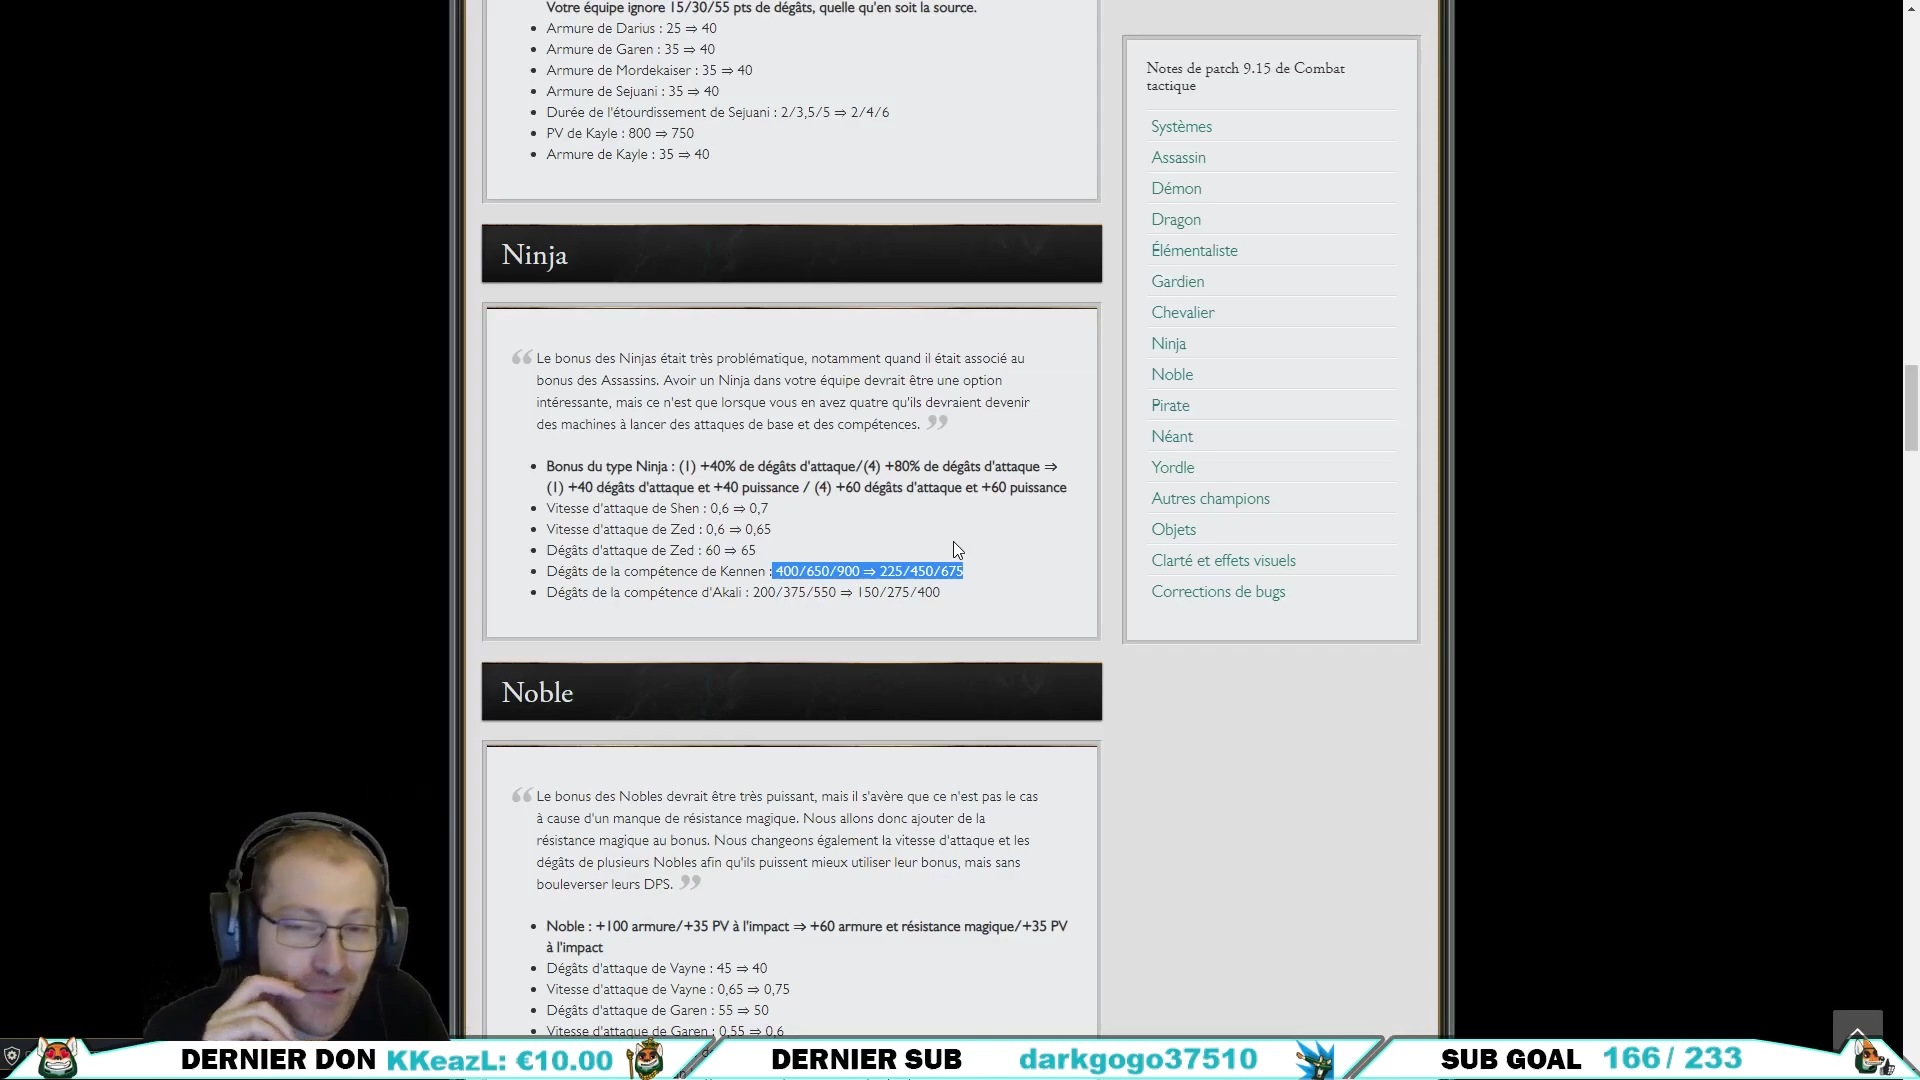 Votre équipe ignore 15/30/55 pts de dégâts, quelle qu'en soit la source.
Armure de Darius : 25 ⇒ 40
Armure de Garen : 35 ⇒ 40
Armure de Mordekaiser : 35 ⇒ 40
Armure de Sejuani : 35 ⇒ 40
Durée de l'étourdissement de Sejuani : 2/3,5/5 ⇒ 2/4/6
PV de Kayle : 800 ⇒ 750
Armure de Kayle : 35 ⇒ 40
Ninja
“ Le bonus des Ninjas était très problématique, notamment quand il était associé au
bonus des Assassins. Avoir un Ninja dans votre équipe devrait être une option
intéressante, mais ce n'est que lorsque vous en avez quatre qu'ils devraient devenir
des machines à lancer des attaques de base et des compétences. ”
Bonus du type Ninja : (1) +40% de dégâts d'attaque/(4) +80% de dégâts d'attaque ⇒
(1) +40 dégâts d'attaque et +40 puissance / (4) +60 dégâts d'attaque et +60 puissance
Vitesse d'attaque de Shen : 0,6 ⇒ 0,7
Vitesse d'attaque de Zed : 0,6 ⇒ 0,65
Dégâts d'attaque de Zed : 60 ⇒ 65
Dégâts de la compétence de Kennen : 400/650/900 ⇒ 225/450/675
Dégâts de la compétence d'Akali : 200/375/550 ⇒ 150/275/400
Noble
“ Le bonus des Nobles devrait être très puissant, mais il s'avère que ce n'est pas le cas
à cause d'un manque de résistance magique. Nous allons donc ajouter de la
résistance magique au bonus. Nous changeons également la vitesse d'attaque et les
dégâts de plusieurs Nobles afin qu'ils puissent mieux utiliser leur bonus, mais sans
bouleverser leurs DPS. ”
Noble : +100 armure/+35 PV à l'impact ⇒ +60 armure et résistance magique/+35 PV
à l'impact
Dégâts d'attaque de Vayne : 45 ⇒ 40
Vitesse d'attaque de Vayne : 0,65 ⇒ 0,75
Dégâts d'attaque de Garen : 55 ⇒ 50
Vitesse d'attaque de Garen : 0,55 ⇒ 0,6
Notes de patch 9.15 de Combat
tactique
Systèmes
Assassin
Démon
Dragon
Élémentaliste
Gardien
Chevalier
Ninja
Noble
Pirate
Néant
Yordle
Autres champions
Objets
Clarté et effets visuels
Corrections de bugs
DERNIER DON KKeazL: €10.00
DERNIER SUB darkgogo37510
SUB GOAL 166 / 233